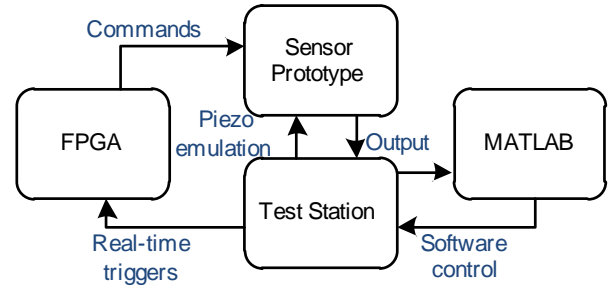 Commands
Sensor
Prototype
FPGA
Piezo
emulation
Output
MATLAB
Test Station
Real-time
triggers
Software
control